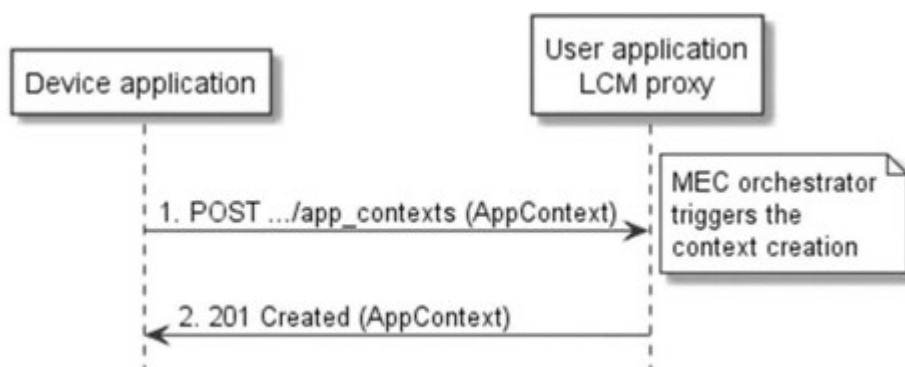 Device application
User application
LCM proxy
MEC orchestrator
triggers the
context creation
1. POST .../app_contexts (AppContext)
2. 201 Created (AppContext)